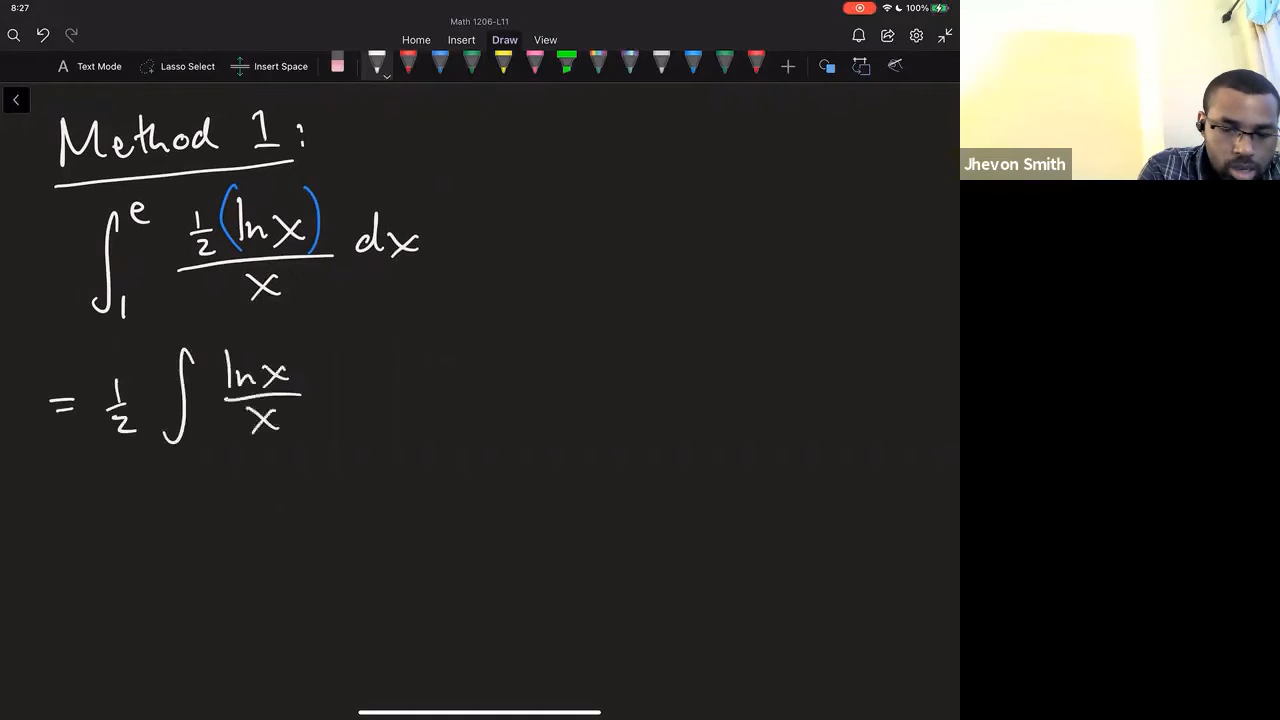 8:27
100%
Math 1206-L11
Home Insert Draw View
A Text Mode Lasso Select Insert Space
Method 1:
∫₁ᵉ (½(ln x))/x dx
= ½ ∫ (ln x)/x
Jhevon Smith